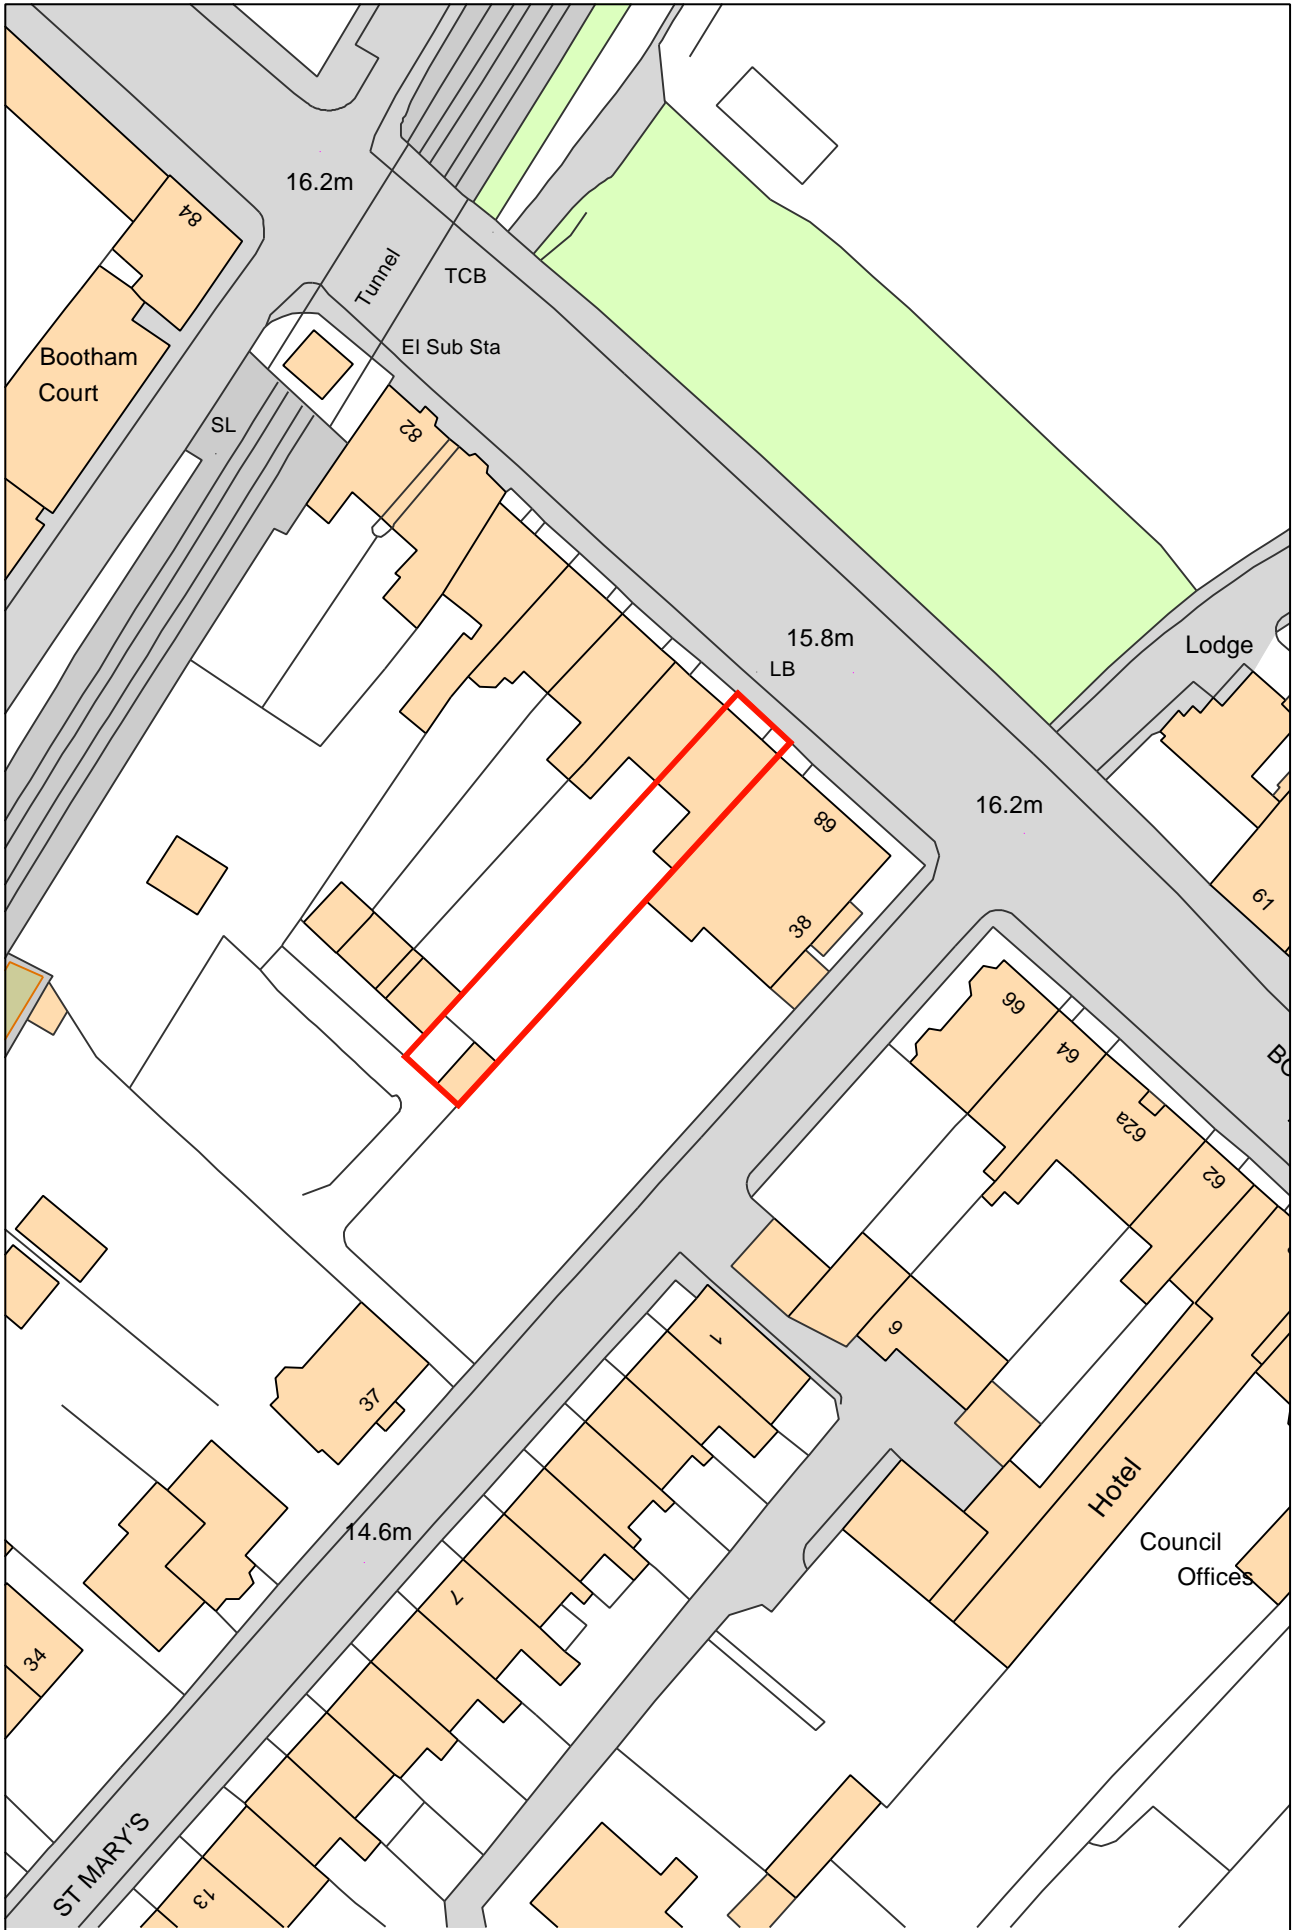 16.2m
84
Tunnel
TCB
El Sub Sta
Bootham
Court
SL
82
15.8m
LB
Lodge
16.2m
68
61
38
66
64
62a
62
BO
6
1
37
Hotel
14.6m
Council
Offices
7
34
ST MARY'S
13